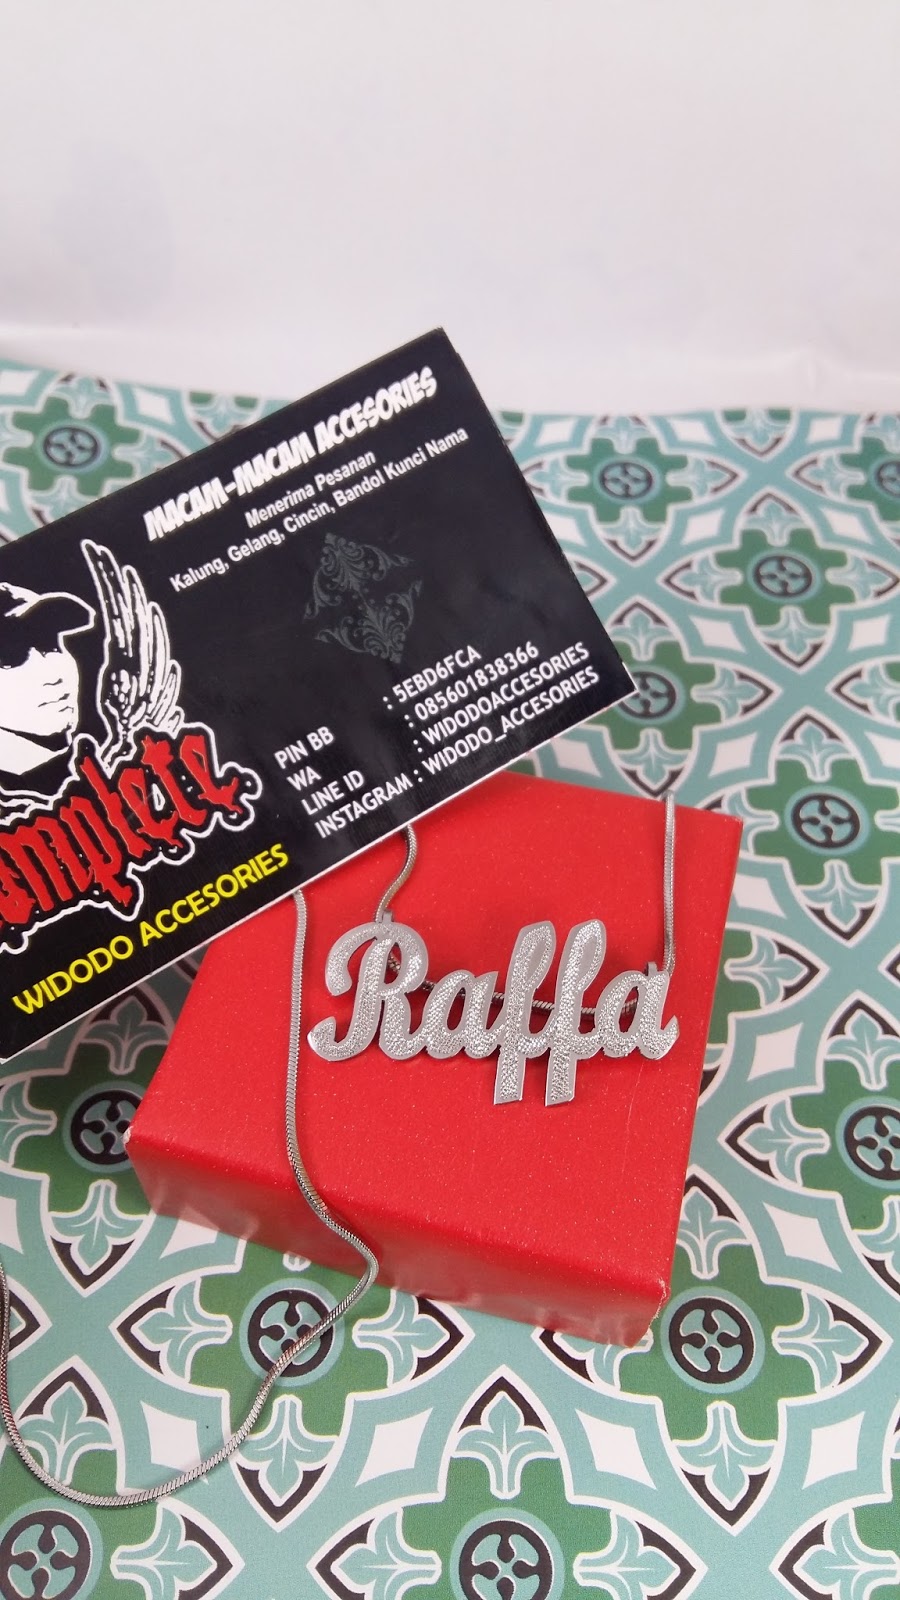 MACAM-MACAM ACCESORIES
Menerima Pesanan
Kalung, Gelang, Cincin, Bandol Kunci Nama
PIN BB : 5EBD6FCA
WA : 085601838366
LINE ID : WIDODOACCESORIES
INSTAGRAM : WIDODO_ACCESORIES
WIDODO ACCESORIES
Raffa